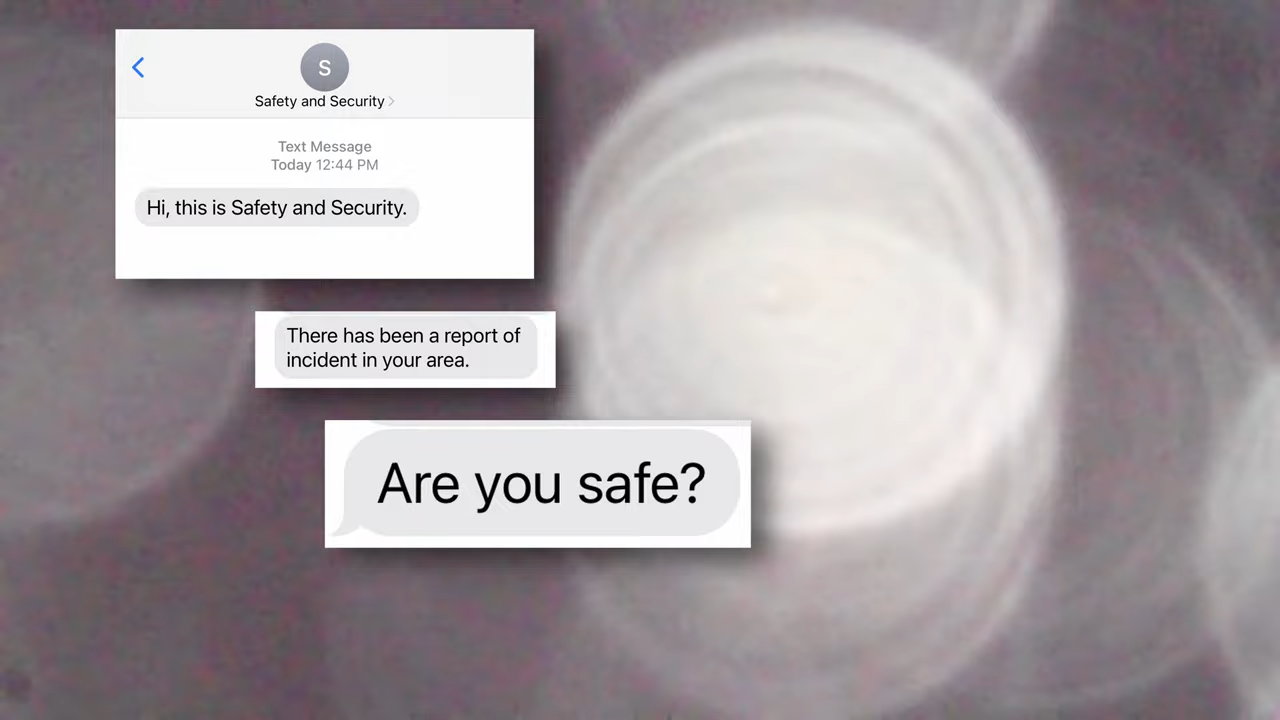 S
Safety and Security
Text Message
Today 12:44 PM
Hi, this is Safety and Security.
There has been a report of
incident in your area.
Are you safe?